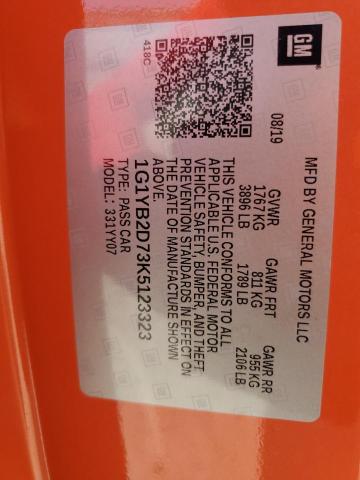 GM
MFD BY GENERAL MOTORS LLC
08/19
GVWR GAWR FRT GAWR RR
1767 KG 811 KG 955 KG
3896 LB 1789 LB 2106 LB
THIS VEHICLE CONFORMS TO ALL
APPLICABLE U.S. FEDERAL MOTOR
VEHICLE SAFETY, BUMPER, AND THEFT
PREVENTION STANDARDS IN EFFECT ON
THE DATE OF MANUFACTURE SHOWN
ABOVE.
1G1YB2D73K5123323
TYPE: PASS CAR
MODEL: 331YY07
418C